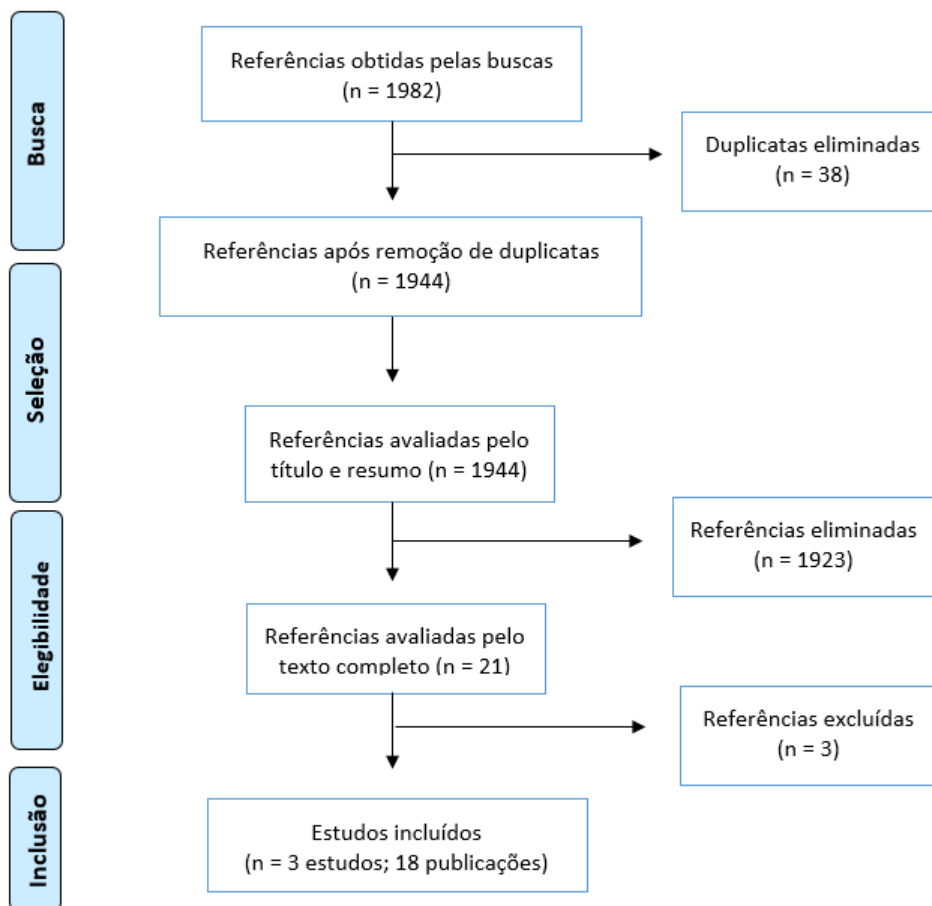 Busca
Referências obtidas pelas buscas
(n = 1982)
Duplicatas eliminadas
(n = 38)
Referências após remoção de duplicatas
(n = 1944)
Seleção
Referências avaliadas pelo
título e resumo (n = 1944)
Referências eliminadas
(n = 1923)
Elegibilidade
Referências avaliadas pelo
texto completo (n = 21)
Referências excluídas
(n = 3)
Inclusão
Estudos incluídos
(n = 3 estudos; 18 publicações)